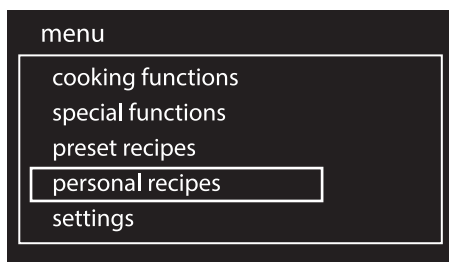 menu
cooking functions
special functions
preset recipes
personal recipes
settings